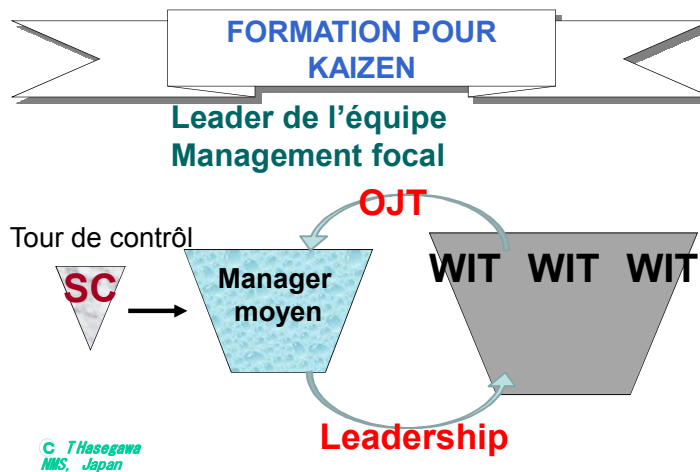 FORMATION POUR
KAIZEN
Leader de l’équipe
Management focal
OJT
Tour de contrôl
SC
Manager
moyen
WIT WIT WIT
Leadership
© THasegawa
NMS, Japan